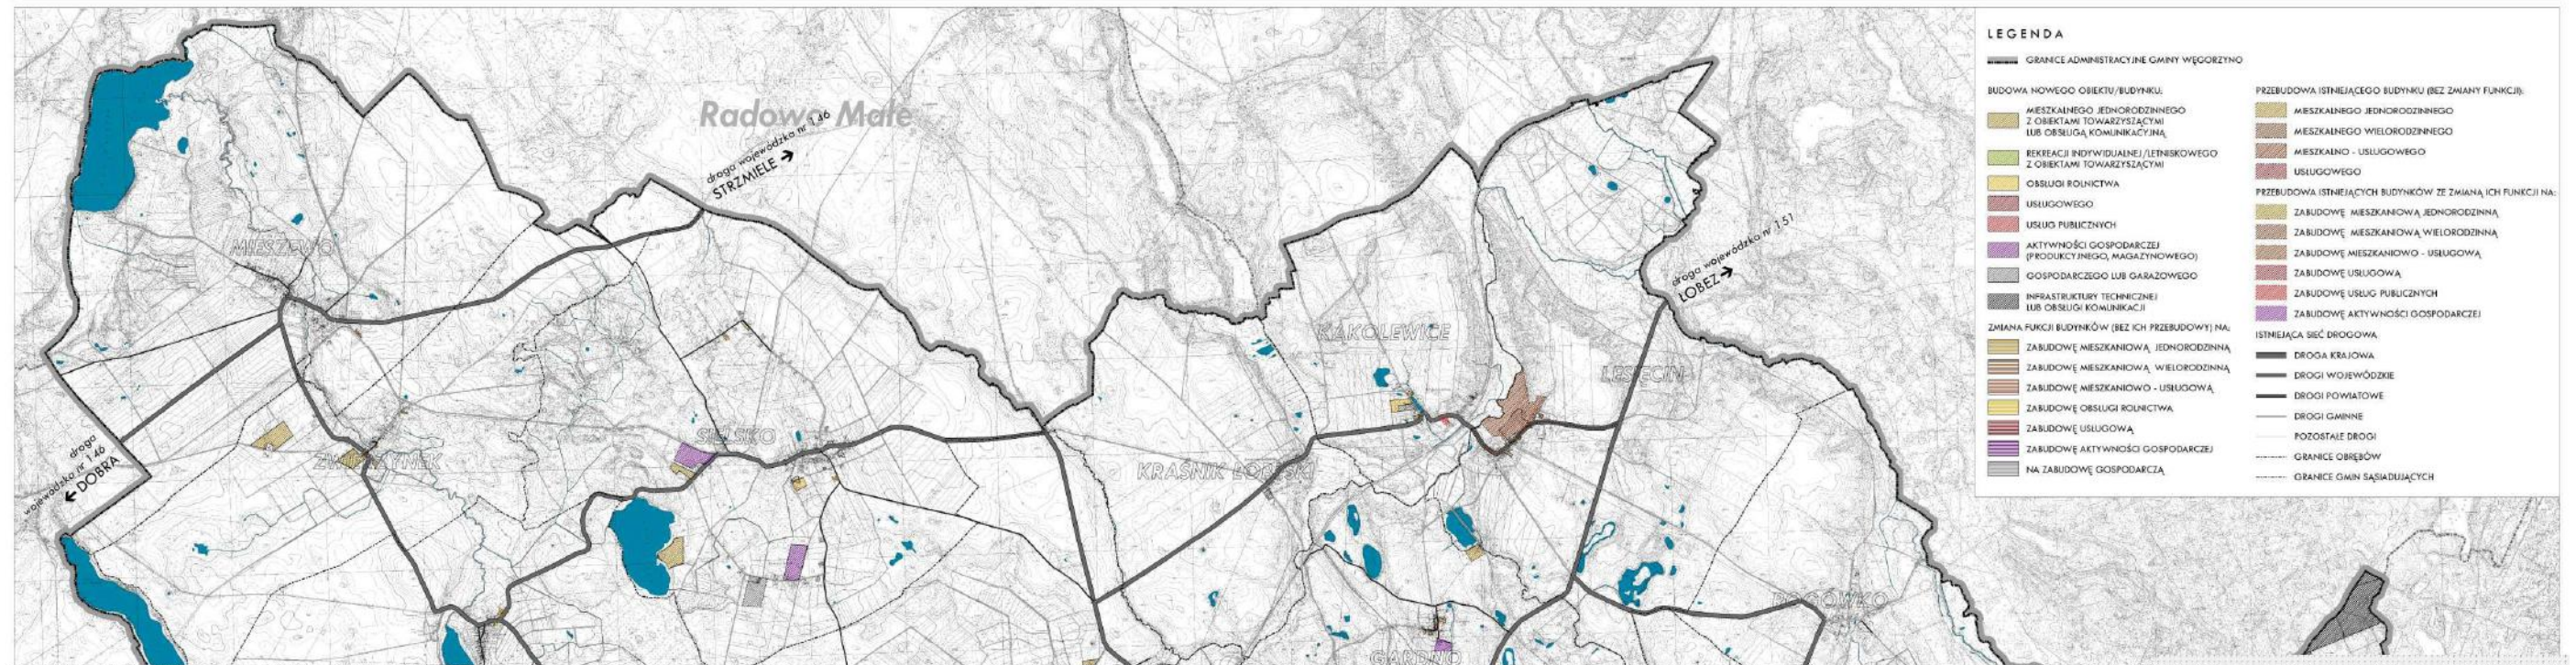 Radowo Małe
droga wojewódzka nr 146
STRZMIELE
MIESZEWO
droga
wojewódzka nr 146
DOBRA
ZWIERZYNEK
SIELSKO
KRAŚNIK ŁOBESKI
KĄKOLEWICE
LESIĘCIN
droga wojewódzka nr 151
ŁOBEZ
ROGÓWKO
GARDNO
LEGENDA
GRANICE ADMINISTRACYJNE GMINY WĘGORZYNO
BUDOWA NOWEGO OBIEKTU/BUDYNKU:
MIESZKALNEGO JEDNORODZINNEGO
Z OBIEKTAMI TOWARZYSZĄCYMI
LUB OBSŁUGĄ KOMUNIKACYJNĄ
REKREACJI INDYWIDUALNEJ/LETNISKOWEGO
Z OBIEKTAMI TOWARZYSZĄCYMI
OBSŁUGI ROLNICTWA
USŁUGOWEGO
USŁUG PUBLICZNYCH
AKTYWNOŚCI GOSPODARCZEJ
(PRODUKCYJNEGO, MAGAZYNOWEGO)
GOSPODARCZEGO LUB GARAŻOWEGO
INFRASTRUKTURY TECHNICZNEJ
LUB OBSŁUGI KOMUNIKACJI
ZMIANA FUKCJI BUDYNKÓW (BEZ ICH PRZEBUDOWY) NA:
ZABUDOWĘ MIESZKANIOWĄ JEDNORODZINNĄ
ZABUDOWĘ MIESZKANIOWĄ WIELORODZINNĄ
ZABUDOWĘ MIESZKANIOWO - USŁUGOWĄ
ZABUDOWĘ OBSŁUGI ROLNICTWA
ZABUDOWĘ USŁUGOWĄ
ZABUDOWĘ AKTYWNOŚCI GOSPODARCZEJ
NA ZABUDOWĘ GOSPODARCZĄ
PRZEBUDOWA ISTNIEJĄCEGO BUDYNKU (BEZ ZMIANY FUNKCJI):
MIESZKALNEGO JEDNORODZINNEGO
MIESZKALNEGO WIELORODZINNEGO
MIESZKALNO - USŁUGOWEGO
USŁUGOWEGO
PRZEBUDOWA ISTNIEJĄCYCH BUDYNKÓW ZE ZMIANĄ ICH FUNKCJI NA:
ZABUDOWĘ MIESZKANIOWĄ JEDNORODZINNĄ
ZABUDOWĘ MIESZKANIOWĄ WIELORODZINNĄ
ZABUDOWĘ MIESZKANIOWO - USŁUGOWĄ
ZABUDOWĘ USŁUGOWĄ
ZABUDOWĘ USŁUG PUBLICZNYCH
ZABUDOWĘ AKTYWNOŚCI GOSPODARCZEJ
ISTNIEJĄCA SIEĆ DROGOWA
DROGA KRAJOWA
DROGI WOJEWÓDZKIE
DROGI POWIATOWE
DROGI GMINNE
POZOSTAŁE DROGI
GRANICE OBRĘBÓW
GRANICE GMIN SĄSIADUJĄCYCH